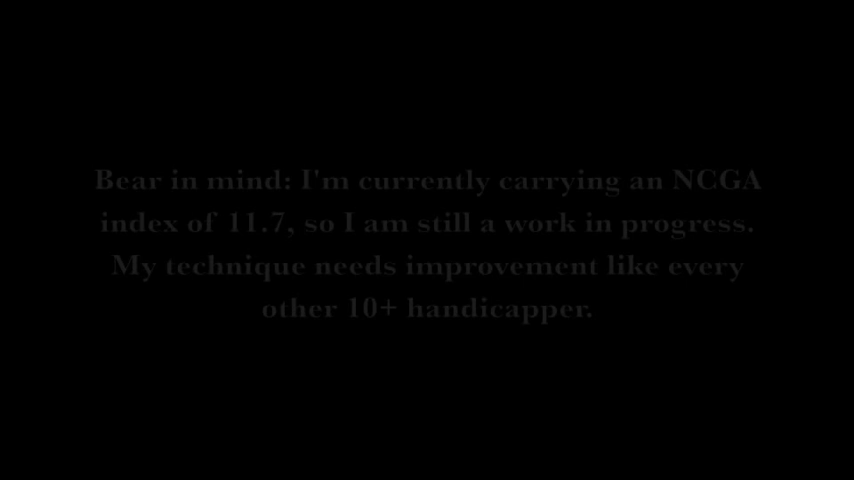 Bear in mind: I'm currently carrying an NCGA
index of 11.7, so I am still a work in progress.
My technique needs improvement like every
other 10+ handicapper.